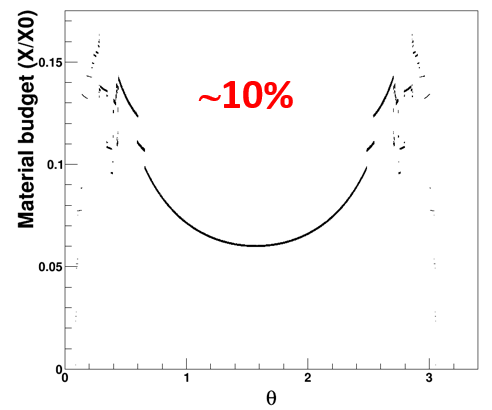 Material budget (X/X0)
~10%
0.15
0.1
0.05
0
0 1 2 3
θ